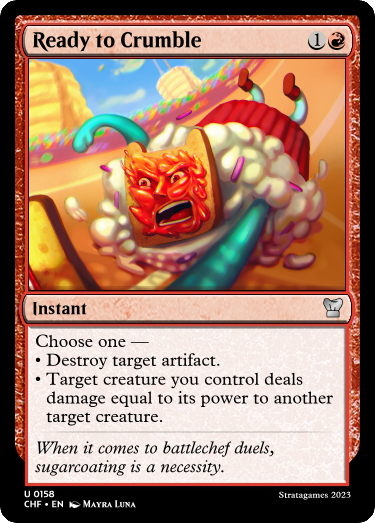 Ready to Crumble 1
Instant
Choose one —
• Destroy target artifact.
• Target creature you control deals
damage equal to its power to another
target creature.
When it comes to battlechef duels,
sugarcoating is a necessity.
U 0158 Stratagames 2023
CHF • EN Mayra Luna